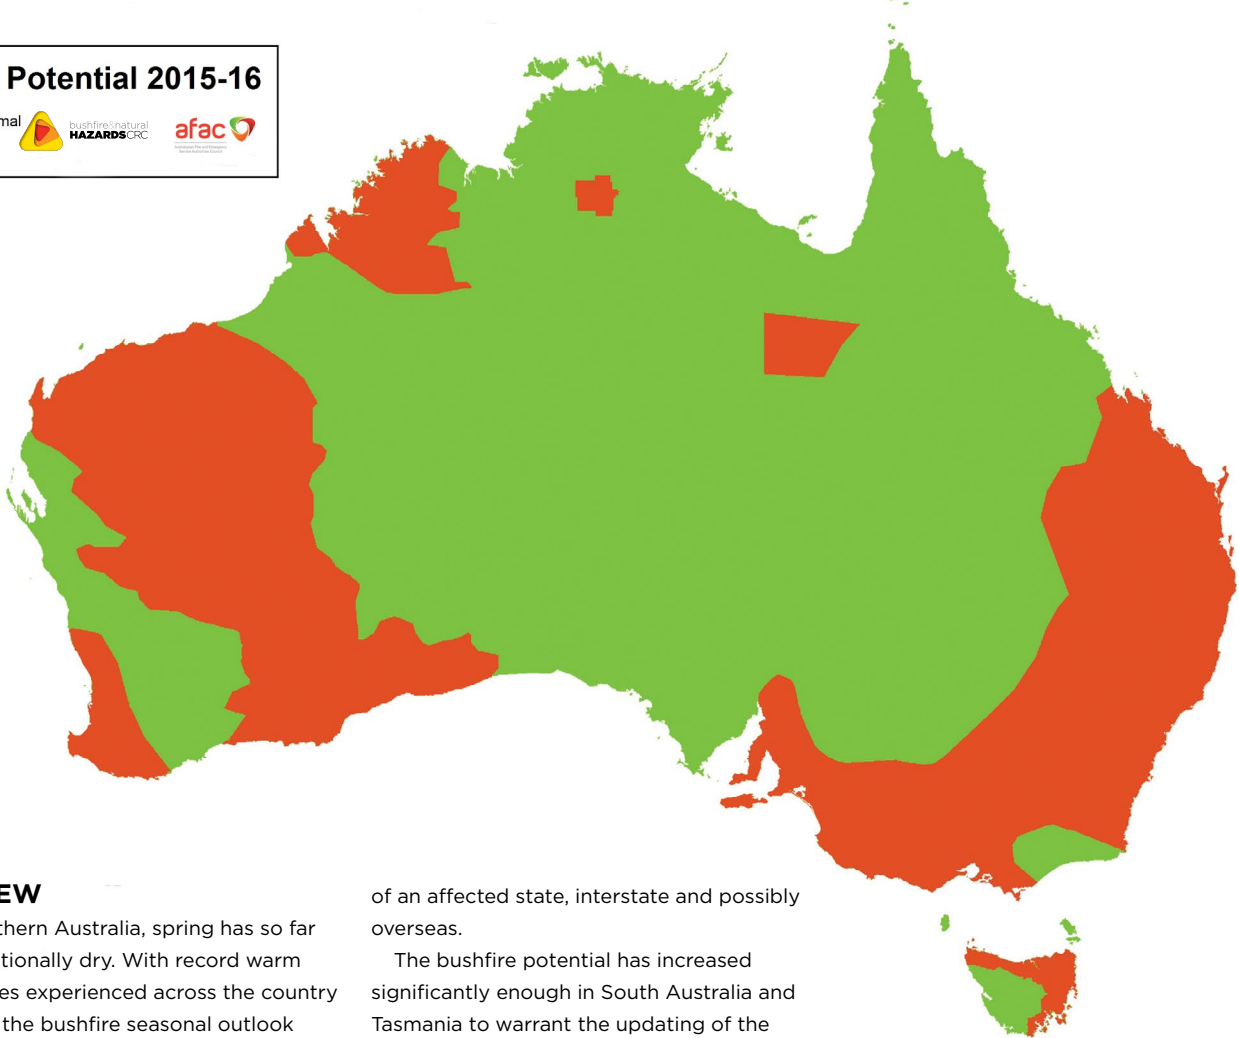 Potential 2015-16
mal
bushfire&natural
HAZARDSCRC
afac
EW
thern Australia, spring has so far
tionally dry. With record warm
es experienced across the country
the bushfire seasonal outlook
of an affected state, interstate and possibly
overseas.
The bushfire potential has increased
significantly enough in South Australia and
Tasmania to warrant the updating of the